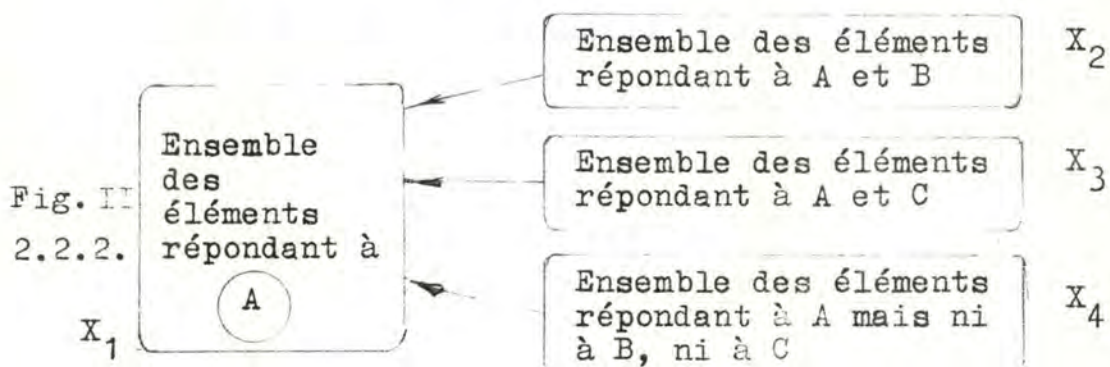 Fig. II
2.2.2.
Ensemble
des
éléments
répondant à
A
X1
Ensemble des éléments
répondant à A et B
X2
Ensemble des éléments
répondant à A et C
X3
Ensemble des éléments
répondant à A mais ni
à B, ni à C
X4